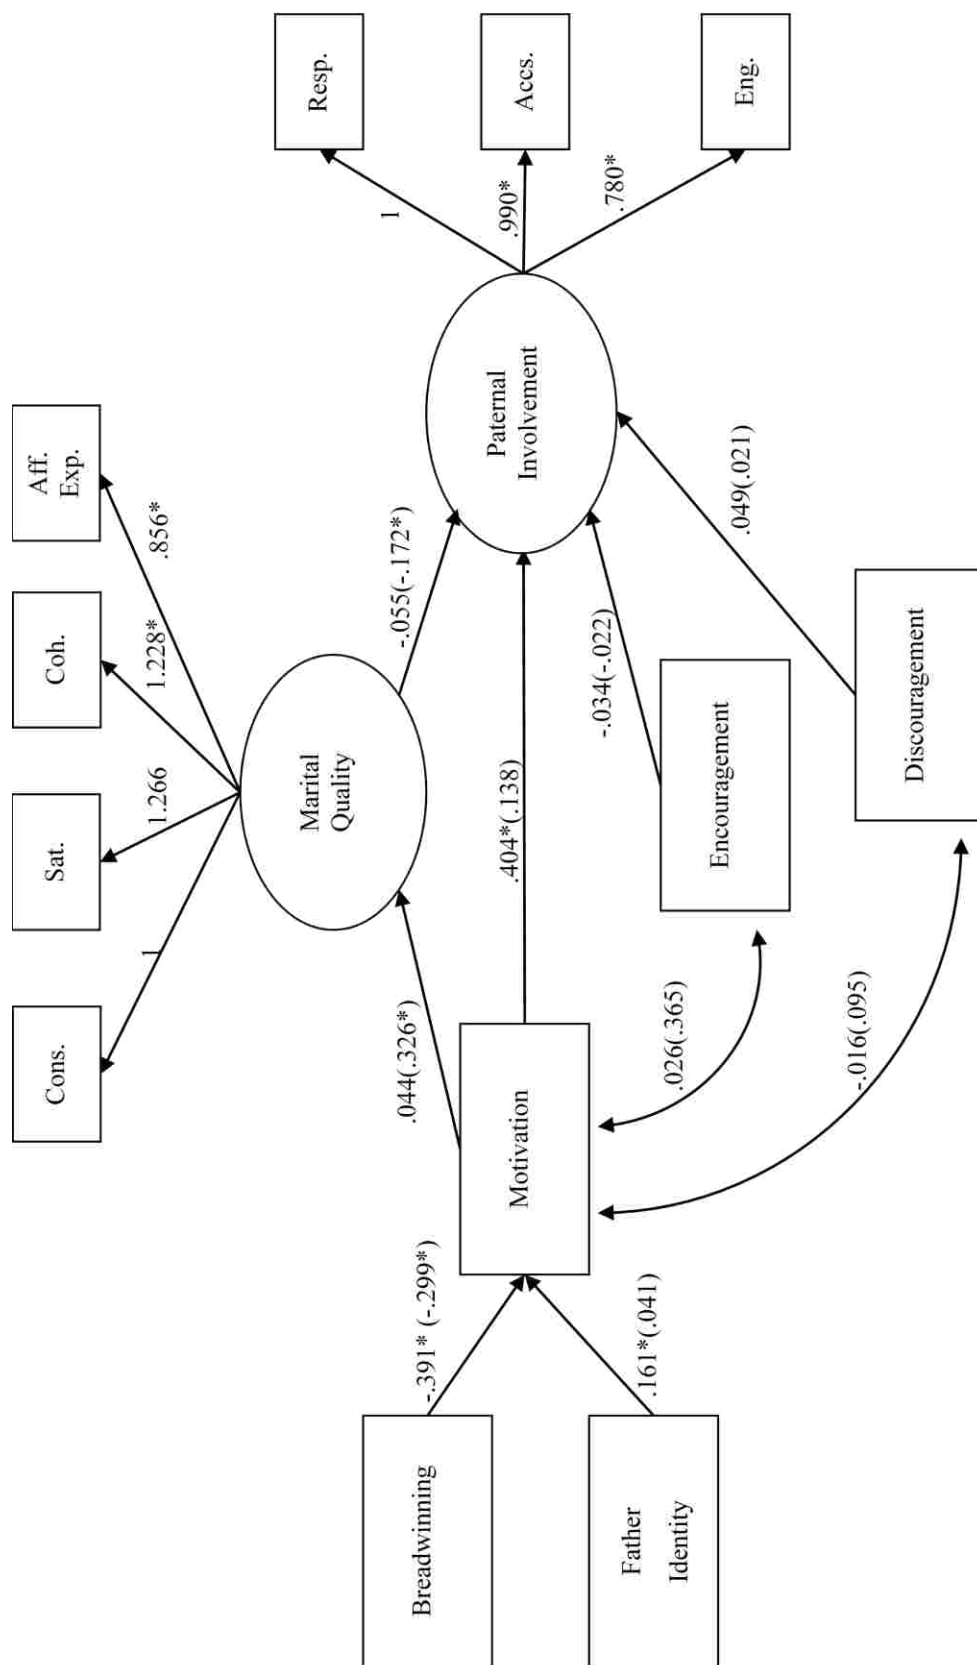 Cons.
Sat.
Coh.
Aff.
Exp.
1
1.266
1.228*
.856*
Marital
Quality
Resp.
Accs.
Eng.
1
.990*
.780*
Paternal
Involvement
-.055(-.172*)
.044(.326*)
.404*(.138)
-.034(-.022)
.049(.021)
Breadwinning
-.391* (-.299*)
Motivation
Father
Identity
.161*(.041)
.026(.365)
Encouragement
-.016(.095)
Discouragement